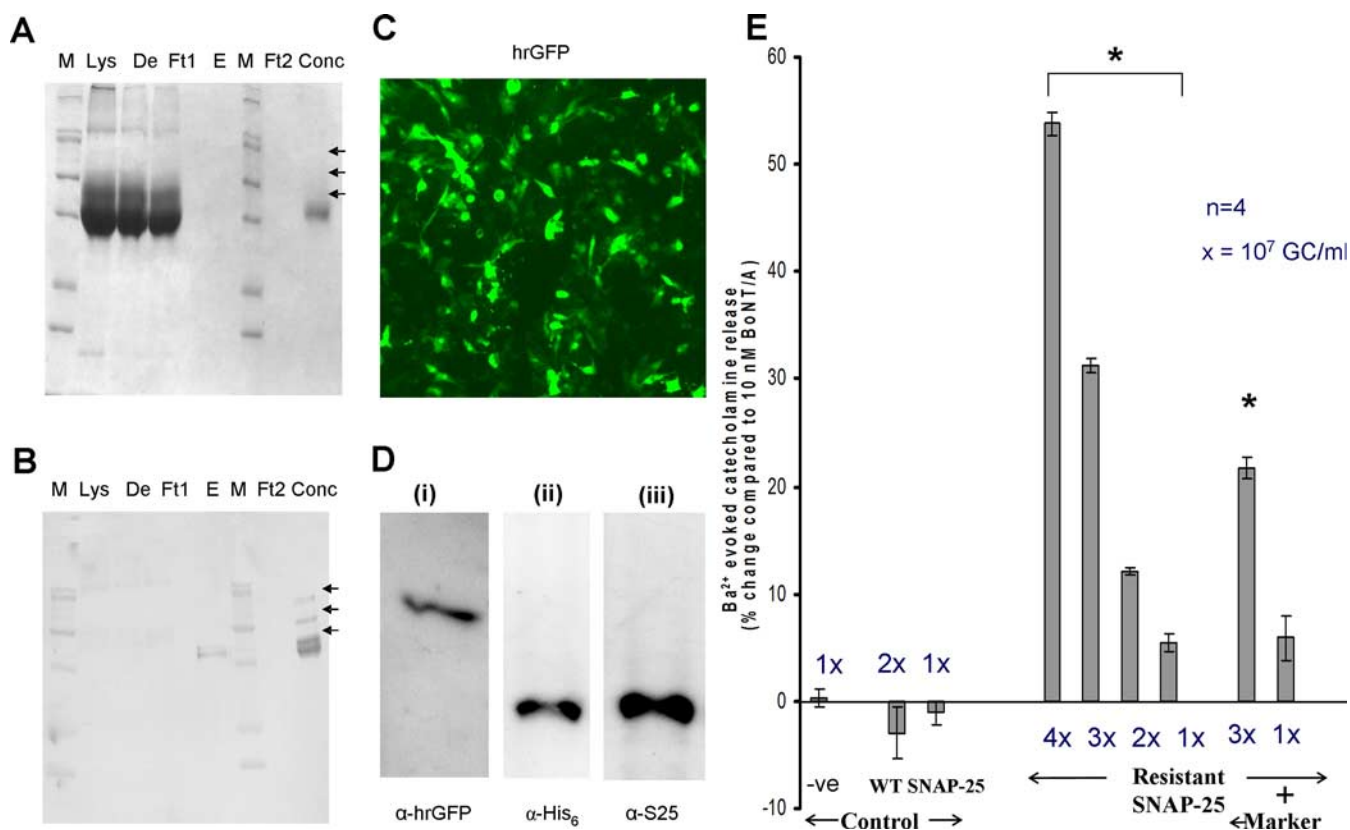 A
M Lys De Ft1 E M Ft2 Conc
B
M Lys De Ft1 E M Ft2 Conc
C
hrGFP
D
(i) (ii) (iii)
α-hrGFP α-His₆ α-S25
E
Ba²⁺ evoked catecholamine release
(% change compared to 10 nM BoNT/A)
60
50
40
30
20
10
0
-10
*
n=4
x = 10⁷ GC/ml
*
1x 2x 1x
4x 3x 2x 1x 3x 1x
-ve WT SNAP-25
Control
Resistant
SNAP-25
+
Marker